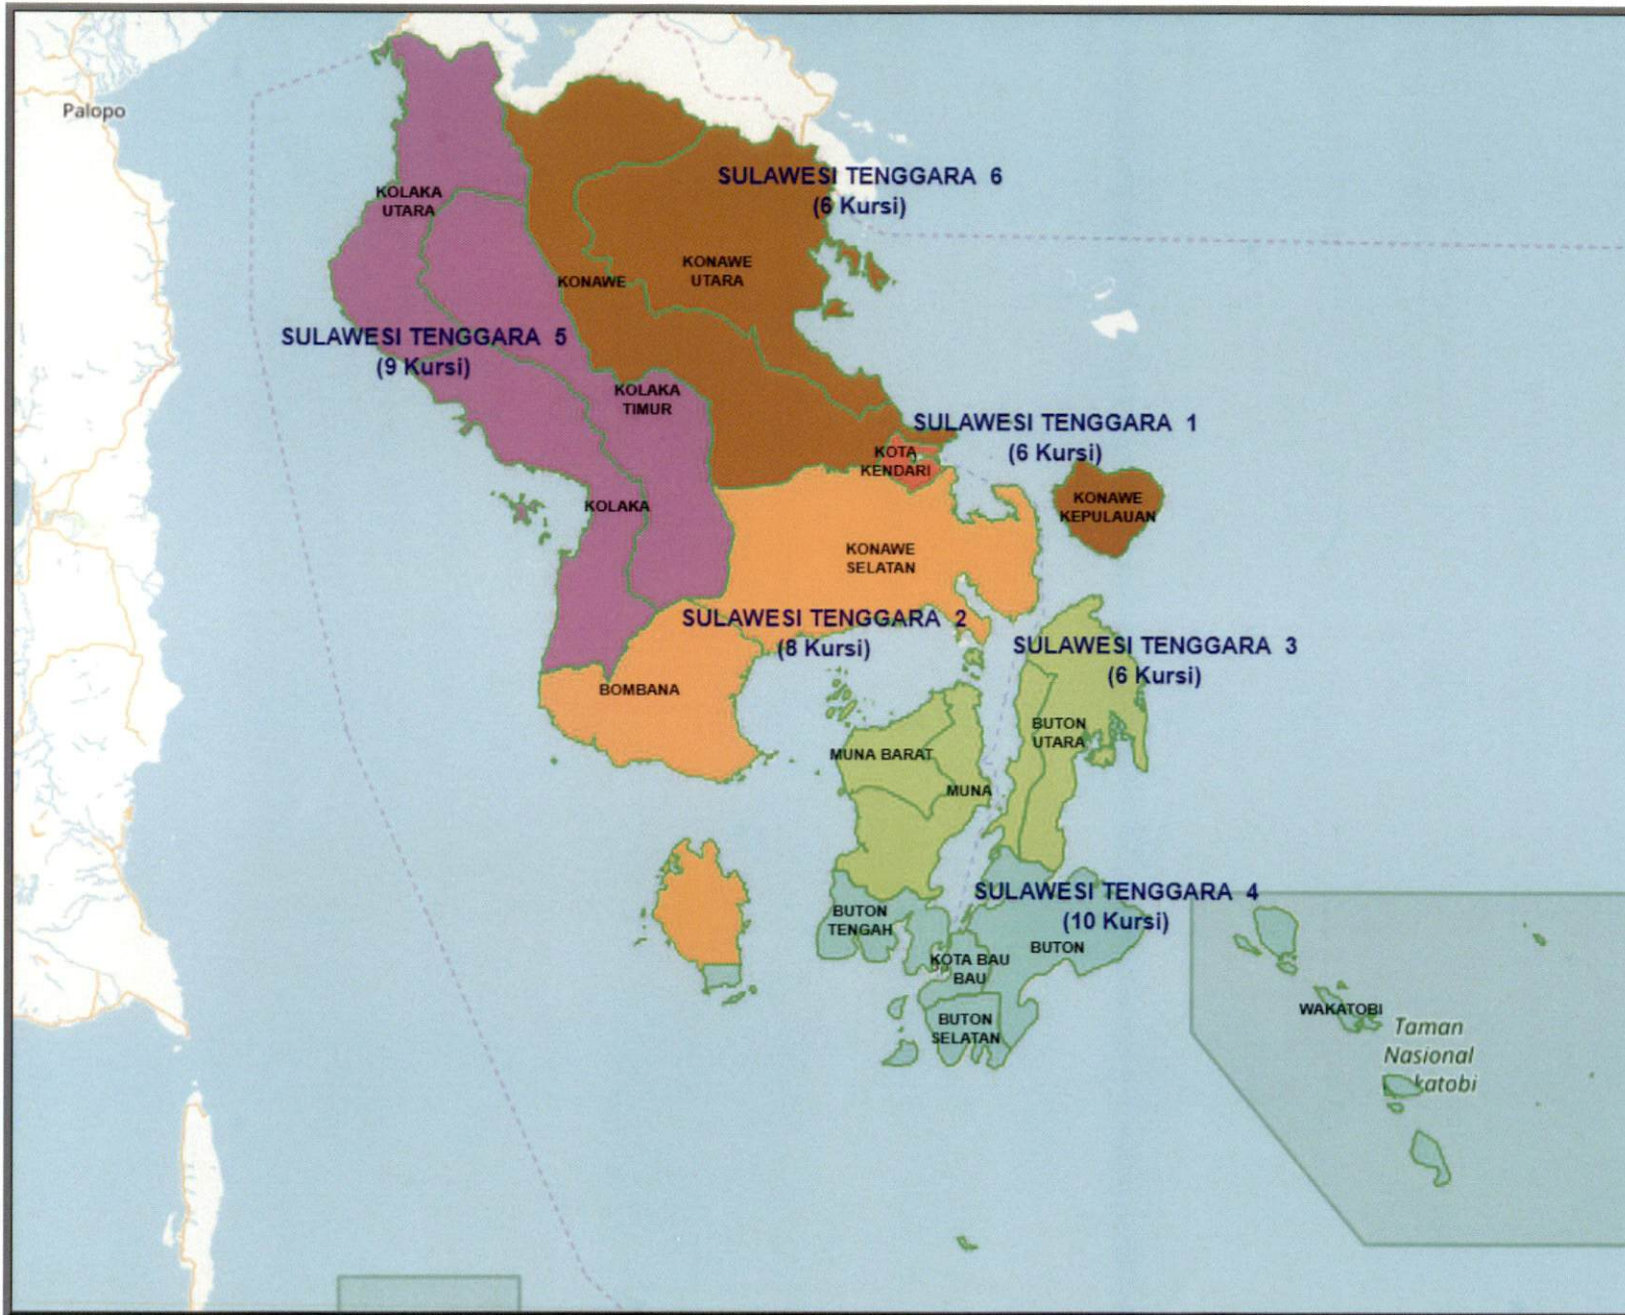 Palopo
SULAWESI TENGGARA 6
(6 Kursi)
KOLAKA
UTARA
KONAWE
UTARA
KONAWE
SULAWESI TENGGARA 5
(9 Kursi)
KOLAKA
TIMUR
SULAWESI TENGGARA 1
(6 Kursi)
KOTA
KENDARI
KONAWE
KEPULAUAN
KOLAKA
KONAWE
SELATAN
SULAWESI TENGGARA 2
(8 Kursi)
SULAWESI TENGGARA 3
(6 Kursi)
BOMBANA
BUTON
UTARA
MUNA BARAT
MUNA
SULAWESI TENGGARA 4
(10 Kursi)
BUTON
TENGAH
BUTON
KOTA BAU
BAU
WAKATOBI
BUTON
SELATAN
Taman
Nasional
katobi